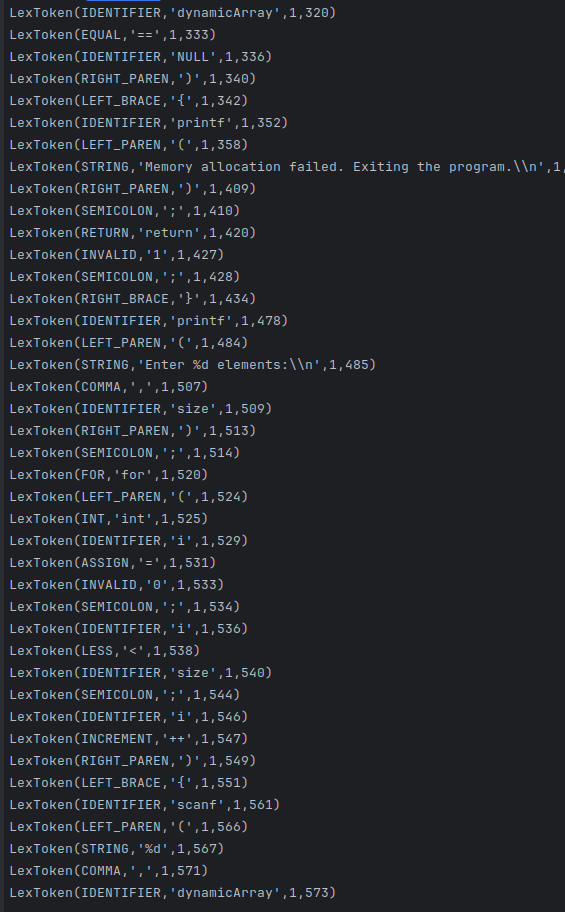 LexToken(IDENTIFIER,'dynamicArray',1,320)
LexToken(EQUAL,'==',1,333)
LexToken(IDENTIFIER,'NULL',1,336)
LexToken(RIGHT_PAREN,')',1,340)
LexToken(LEFT_BRACE,'{',1,342)
LexToken(IDENTIFIER,'printf',1,352)
LexToken(LEFT_PAREN,'(',1,358)
LexToken(STRING,'Memory allocation failed. Exiting the program.\\n',1,
LexToken(RIGHT_PAREN,')',1,409)
LexToken(SEMICOLON,';',1,410)
LexToken(RETURN,'return',1,420)
LexToken(INVALID,'1',1,427)
LexToken(SEMICOLON,';',1,428)
LexToken(RIGHT_BRACE,'}',1,434)
LexToken(IDENTIFIER,'printf',1,478)
LexToken(LEFT_PAREN,'(',1,484)
LexToken(STRING,'Enter %d elements:\\n',1,485)
LexToken(COMMA,',',1,507)
LexToken(IDENTIFIER,'size',1,509)
LexToken(RIGHT_PAREN,')',1,513)
LexToken(SEMICOLON,';',1,514)
LexToken(FOR,'for',1,520)
LexToken(LEFT_PAREN,'(',1,524)
LexToken(INT,'int',1,525)
LexToken(IDENTIFIER,'i',1,529)
LexToken(ASSIGN,'=',1,531)
LexToken(INVALID,'0',1,533)
LexToken(SEMICOLON,';',1,534)
LexToken(IDENTIFIER,'i',1,536)
LexToken(LESS,'<',1,538)
LexToken(IDENTIFIER,'size',1,540)
LexToken(SEMICOLON,';',1,544)
LexToken(IDENTIFIER,'i',1,546)
LexToken(INCREMENT,'++',1,547)
LexToken(RIGHT_PAREN,')',1,549)
LexToken(LEFT_BRACE,'{',1,551)
LexToken(IDENTIFIER,'scanf',1,561)
LexToken(LEFT_PAREN,'(',1,566)
LexToken(STRING,'%d',1,567)
LexToken(COMMA,',',1,571)
LexToken(IDENTIFIER,'dynamicArray',1,573)